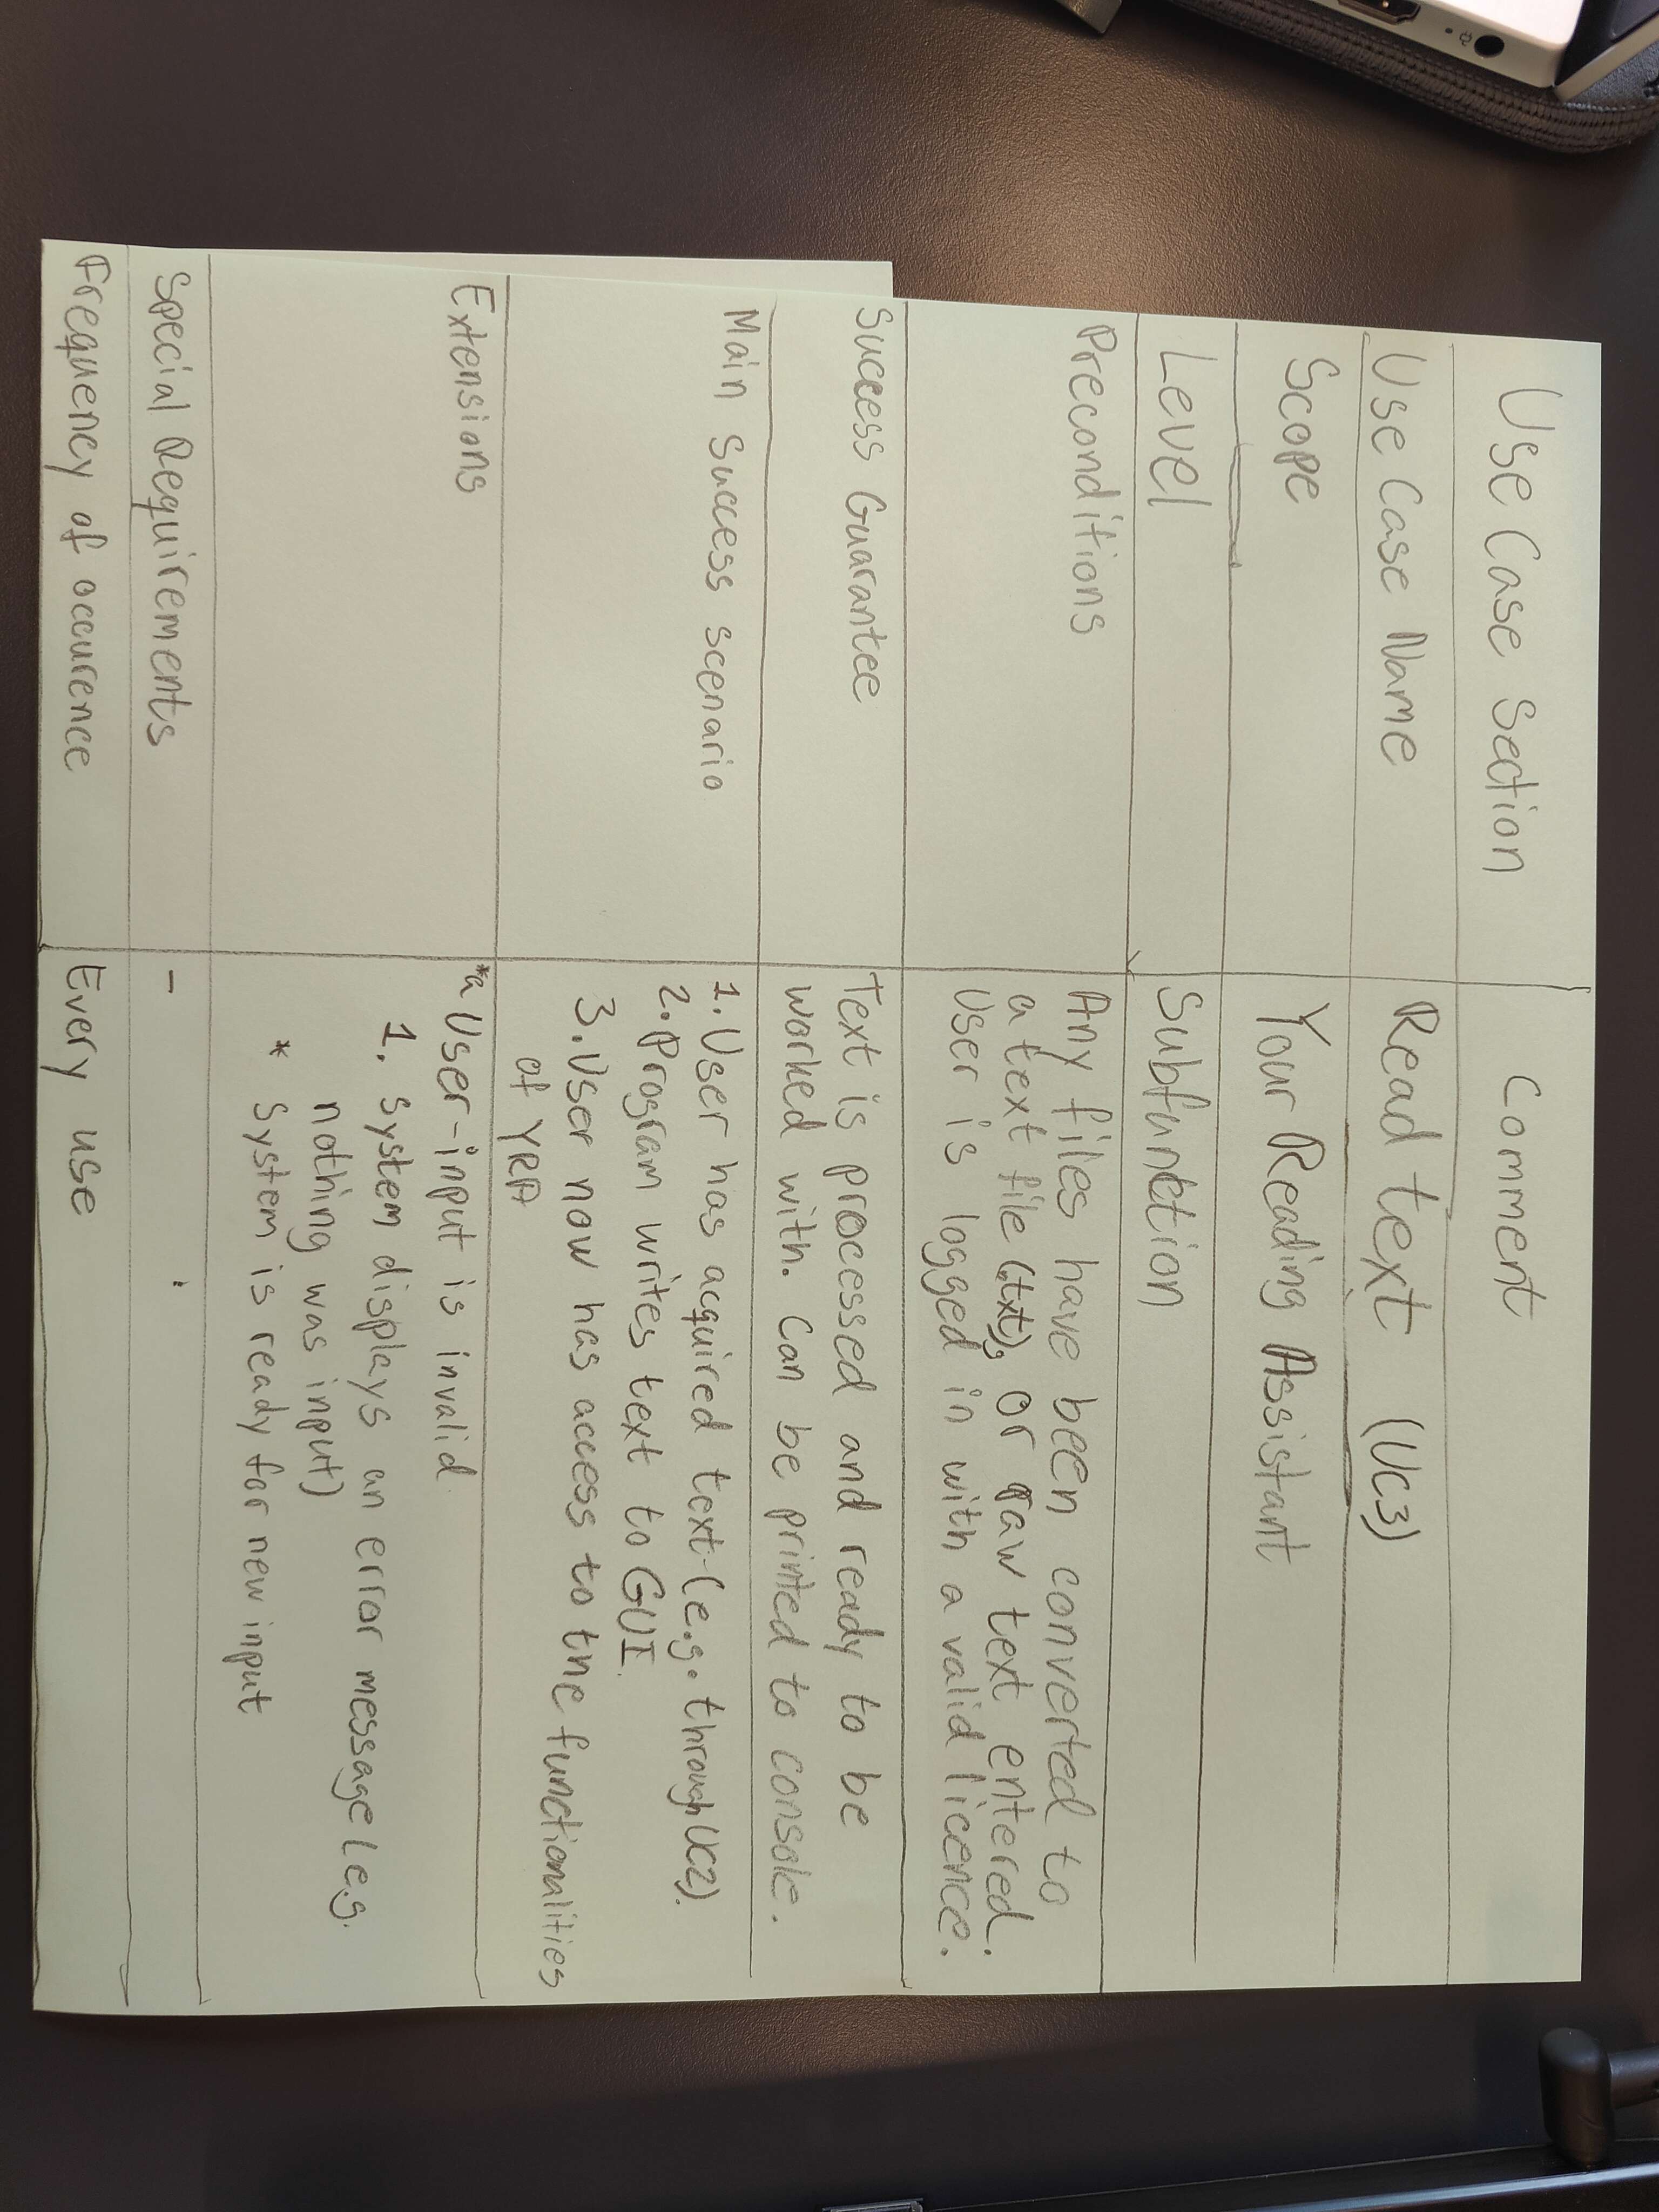 Use Case Section
Comment
Use Case Name
Read text (UC3)
Scope
Your Reading Assistant
Level
Subfunction
Preconditions
Any files have been converted to
a text file (.txt), or raw text entered.
User is logged in with a valid licence.
Success Guarantee
Text is processed and ready to be
worked with. Can be printed to console.
Main success scenario
1. User has acquired text (e.g. through UC2).
2. Program writes text to GUI.
3. User now has access to the functionalities
of YRA
Extensions
*a User-input is invalid
1. System displays an error message (e.g.
nothing was input)
* System is ready for new input
Special Requirements
-
Frequency of occurence
Every use